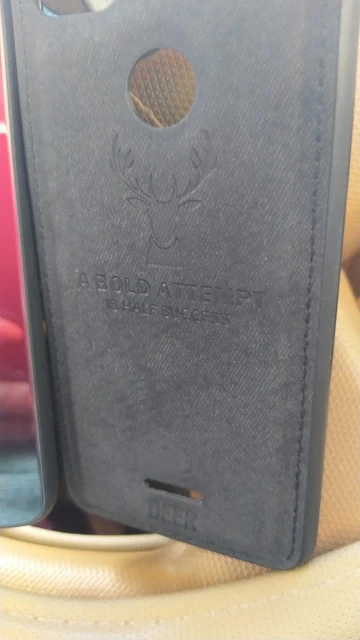 A BOLD ATTEMPT
IS HALF SUCCESS
DEER